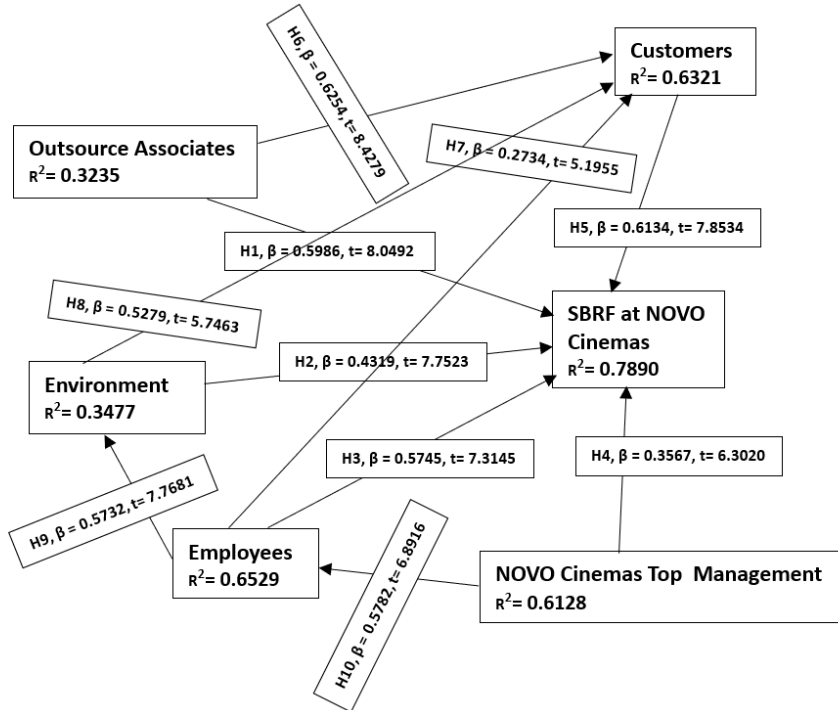 Customers
R²= 0.6321
H6, β = 0.6254, t= 8.4279
Outsource Associates
R²= 0.3235
H7, β = 0.2734, t= 5.1955
H5, β = 0.6134, t= 7.8534
H1, β = 0.5986, t= 8.0492
H8, β = 0.5279, t= 5.7463
SBRF at NOVO
Cinemas
R²= 0.7890
H2, β = 0.4319, t= 7.7523
Environment
R²= 0.3477
H3, β = 0.5745, t= 7.3145
H4, β = 0.3567, t= 6.3020
H9, β = 0.5732, t= 7.7681
Employees
R²= 0.6529
H10, β = 0.5782, t= 6.8916
NOVO Cinemas Top Management
R²= 0.6128